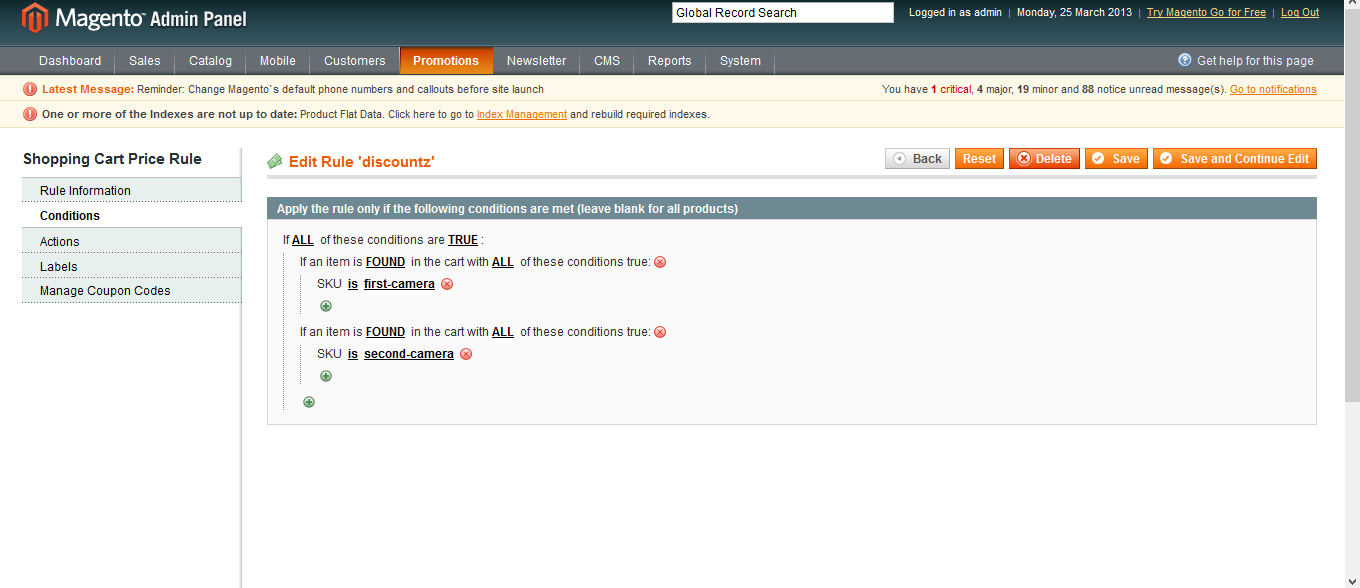 Magento™ Admin Panel
Global Record Search
Logged in as admin | Monday, 25 March 2013 | Try Magento Go for Free | Log Out
Dashboard Sales Catalog Mobile Customers Promotions Newsletter CMS Reports System Get help for this page
Latest Message: Reminder: Change Magento`s default phone numbers and callouts before site launch
You have 1 critical, 4 major, 19 minor and 88 notice unread message(s). Go to notifications
One or more of the Indexes are not up to date: Product Flat Data. Click here to go to Index Management and rebuild required indexes.
Shopping Cart Price Rule
Rule Information
Conditions
Actions
Labels
Manage Coupon Codes
Edit Rule 'discountz'
Back Reset Delete Save Save and Continue Edit
Apply the rule only if the following conditions are met (leave blank for all products)
If ALL of these conditions are TRUE :
If an item is FOUND in the cart with ALL of these conditions true:
SKU is first-camera
If an item is FOUND in the cart with ALL of these conditions true:
SKU is second-camera